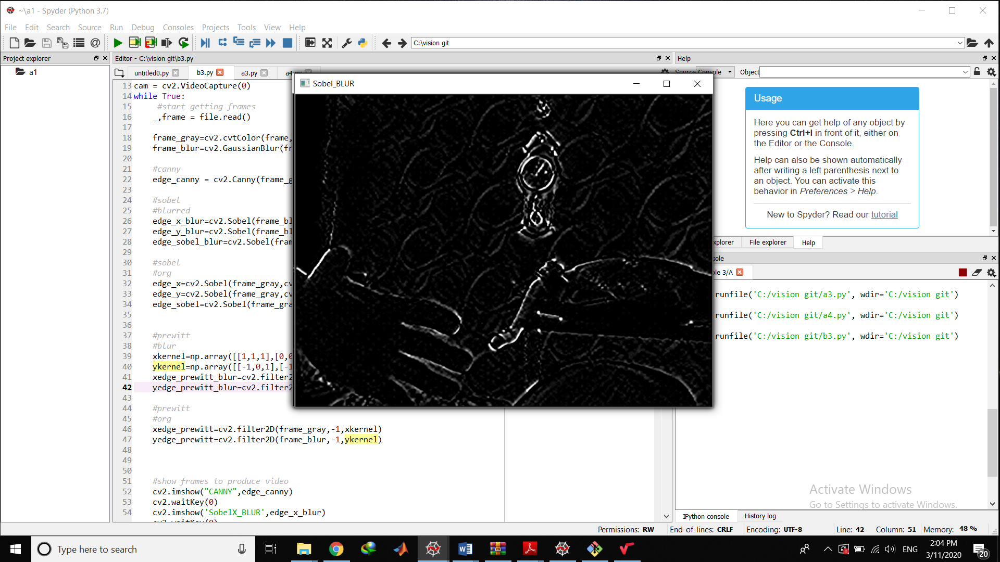 ~\a1 - Spyder (Python 3.7)
File Edit Search Source Run Debug Consoles Projects Tools View Help
C:\vision git
Project explorer
a1
Editor - C:\vision git\b3.py
untitled0.py b3.py a3.py
13 cam = cv2.VideoCapture(0)
14 while True:
15 #start getting frames
16 _,frame = file.read()
17
18 frame_gray=cv2.cvtColor(frame,
19 frame_blur=cv2.GaussianBlur(fr
20
21 #canny
22 edge_canny = cv2.Canny(frame_g
23
24 #sobel
25 #blurred
26 edge_x_blur=cv2.Sobel(frame_bl
27 edge_y_blur=cv2.Sobel(frame_bl
28 edge_sobel_blur=cv2.Sobel(fram
29
30 #sobel
31 #org
32 edge_x=cv2.Sobel(frame_gray,cv
33 edge_y=cv2.Sobel(frame_gray,cv
34 edge_sobel=cv2.Sobel(frame_gra
35
36
37 #prewitt
38 #blur
39 xkernel=np.array([[1,1,1],[0,0
40 ykernel=np.array([[-1,0,1],[-1
41 xedge_prewitt_blur=cv2.filter2
42 yedge_prewitt_blur=cv2.filter2
43
44 #prewitt
45 #org
46 xedge_prewitt=cv2.filter2D(frame_gray,-1,xkernel)
47 yedge_prewitt=cv2.filter2D(frame_blur,-1,ykernel)
48
49
50
51 #show frames to produce video
52 cv2.imshow("CANNY",edge_canny)
53 cv2.waitKey(0)
54 cv2.imshow('SobelX_BLUR',edge_x_blur)
cv2.waitKey(0)
Sobel_BLUR
Help
Source Console Object
Usage
Here you can get help of any object by
pressing Ctrl+I in front of it, either on
the Editor or the Console.
Help can also be shown automatically
after writing a left parenthesis next to
an object. You can activate this
behavior in Preferences > Help.
New to Spyder? Read our tutorial
xplorer File explorer Help
sole
ole 3/A
runfile('C:/vision git/a3.py', wdir='C:/vision git')
runfile('C:/vision git/a4.py', wdir='C:/vision git')
runfile('C:/vision git/b3.py', wdir='C:/vision git')
Activate Windows
Go to Settings to activate Windows.
IPython console History log
Permissions: RW End-of-lines: CRLF Encoding: UTF-8 Line: 42 Column: 51 Memory: 48 %
Type here to search
ENG
2:04 PM
3/11/2020
20